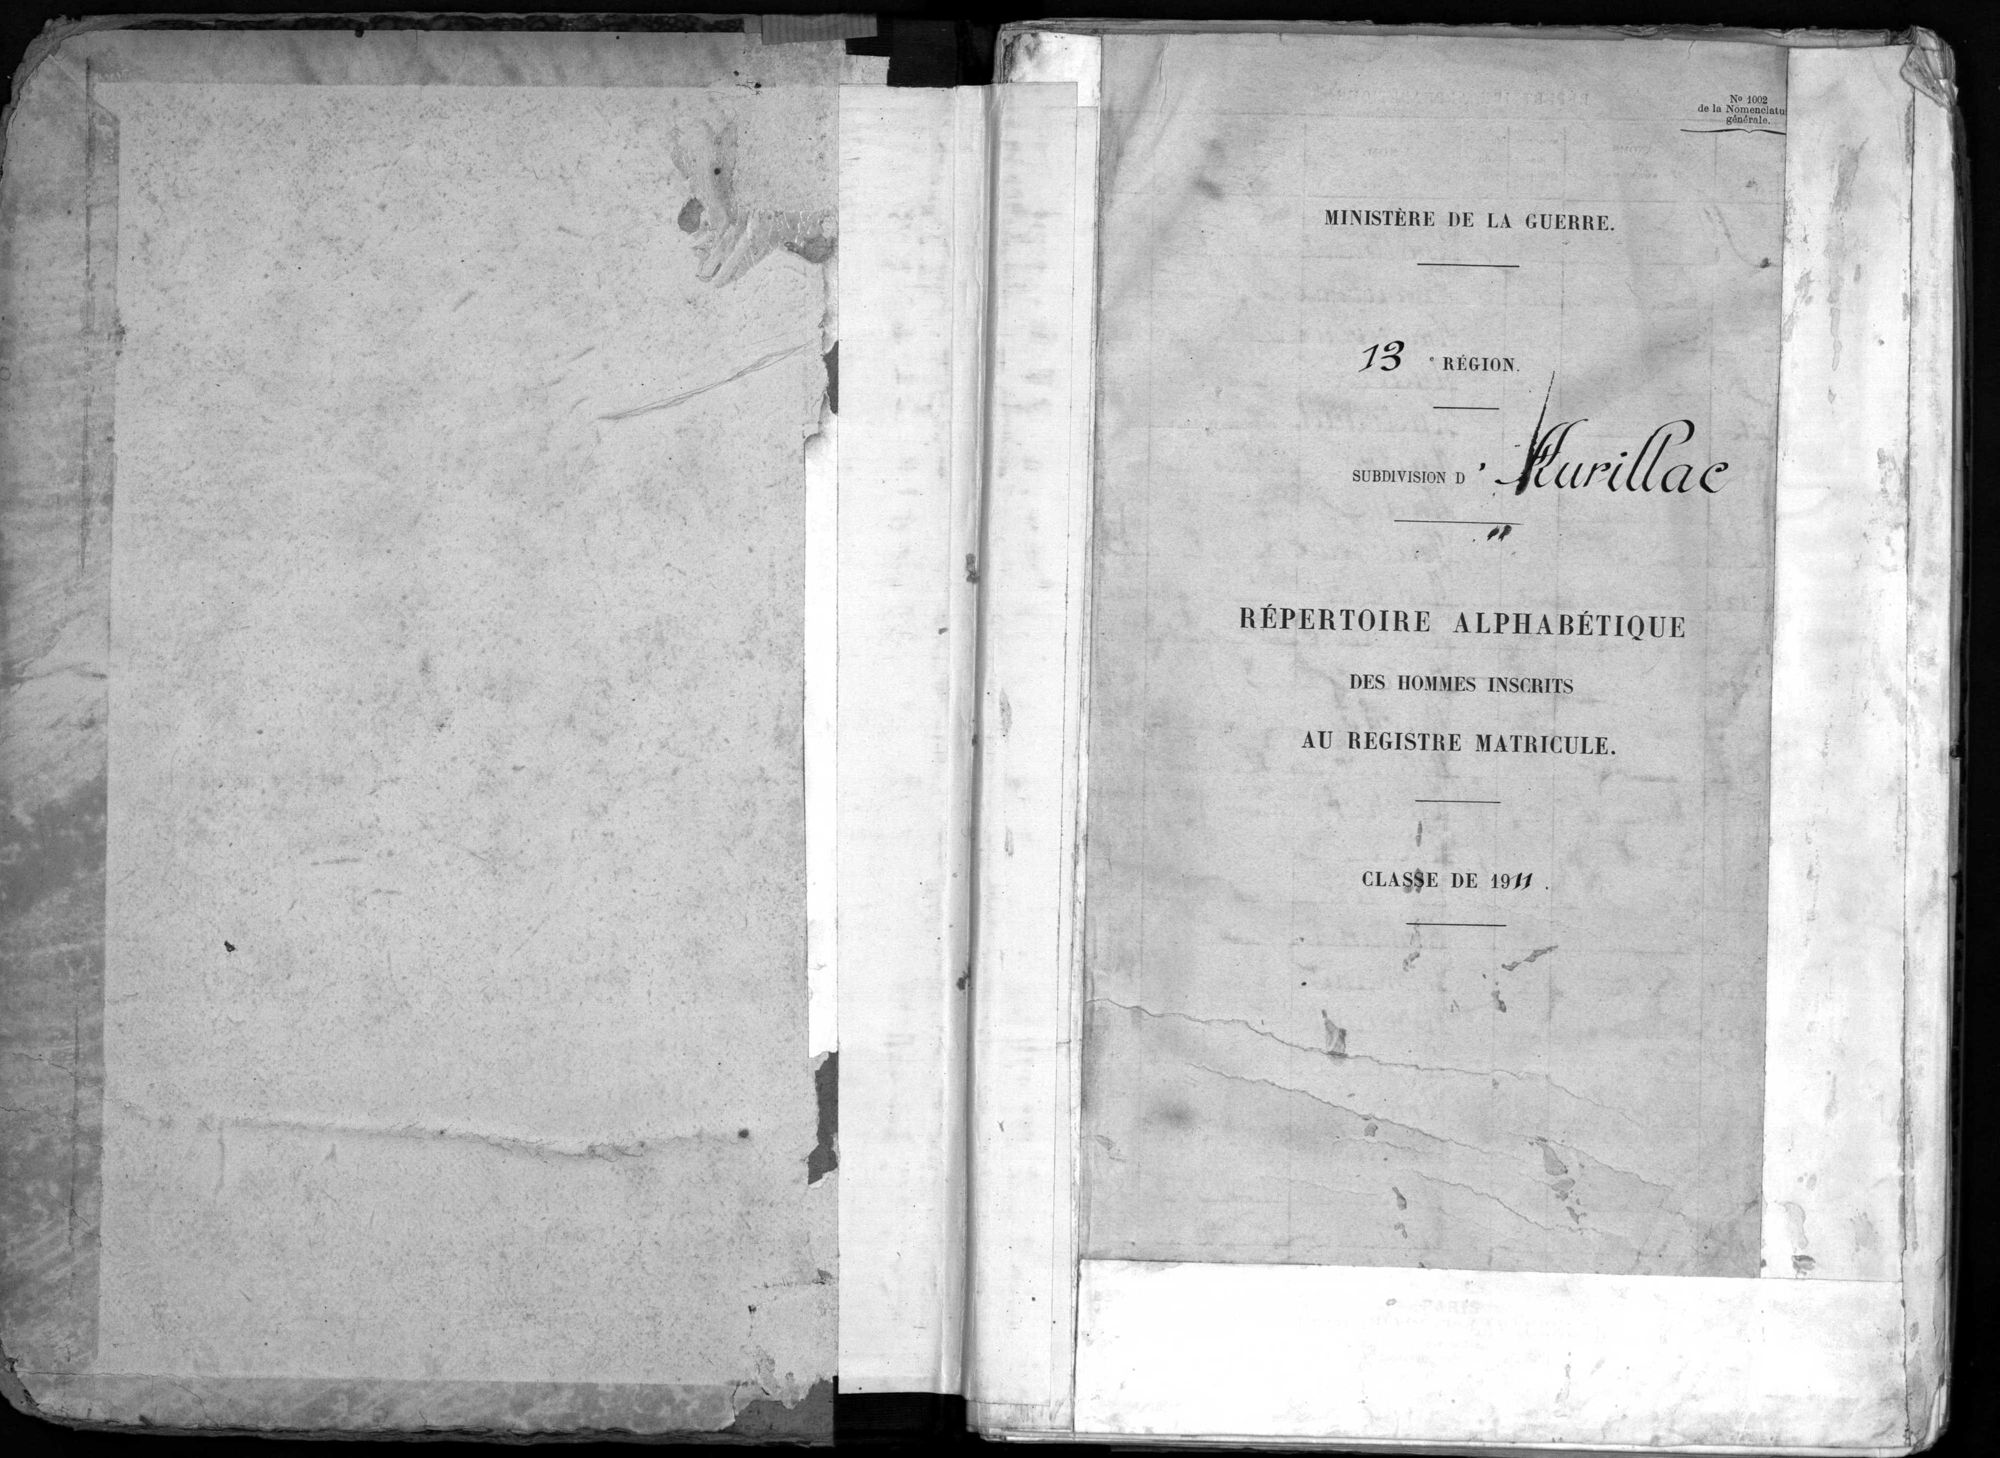 Nº 1002
de la Nomenclatu
générale.
MINISTÈRE DE LA GUERRE.
13 e RÉGION.
SUBDIVISION D' Aurillac
RÉPERTOIRE ALPHABÉTIQUE
DES HOMMES INSCRITS
AU REGISTRE MATRICULE.
CLASSE DE 1911.